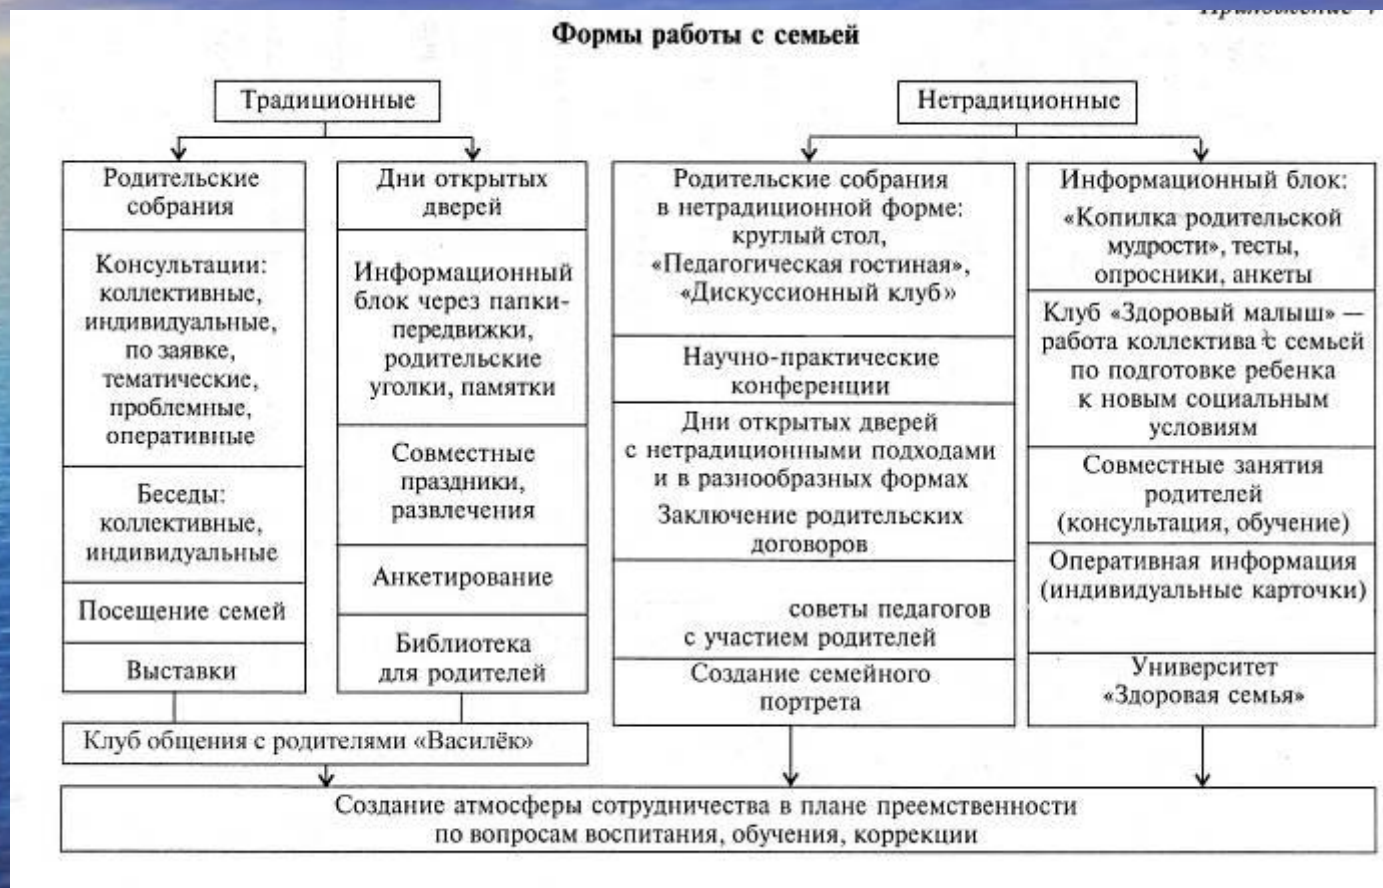 Приложение
Формы работы с семьей
Традиционные
Нетрадиционные
Родительские
собрания
Консультации:
коллективные,
индивидуальные,
по заявке,
тематические,
проблемные,
оперативные
Беседы:
коллективные,
индивидуальные
Посещение семей
Выставки
Дни открытых
дверей
Информационный
блок через папки-
передвижки,
родительские
уголки, памятки
Совместные
праздники,
развлечения
Анкетирование
Библиотека
для родителей
Клуб общения с родителями «Василёк»
Родительские собрания
в нетрадиционной форме:
круглый стол,
«Педагогическая гостиная»,
«Дискуссионный клуб»
Научно-практические
конференции
Дни открытых дверей
с нетрадиционными подходами
и в разнообразных формах
Заключение родительских
договоров
советы педагогов
с участием родителей
Создание семейного
портрета
Информационный блок:
«Копилка родительской
мудрости», тесты,
опросники, анкеты
Клуб «Здоровый малыш» —
работа коллектива с семьей
по подготовке ребенка
к новым социальным
условиям
Совместные занятия
родителей
(консультация, обучение)
Оперативная информация
(индивидуальные карточки)
Университет
«Здоровая семья»
Создание атмосферы сотрудничества в плане преемственности
по вопросам воспитания, обучения, коррекции